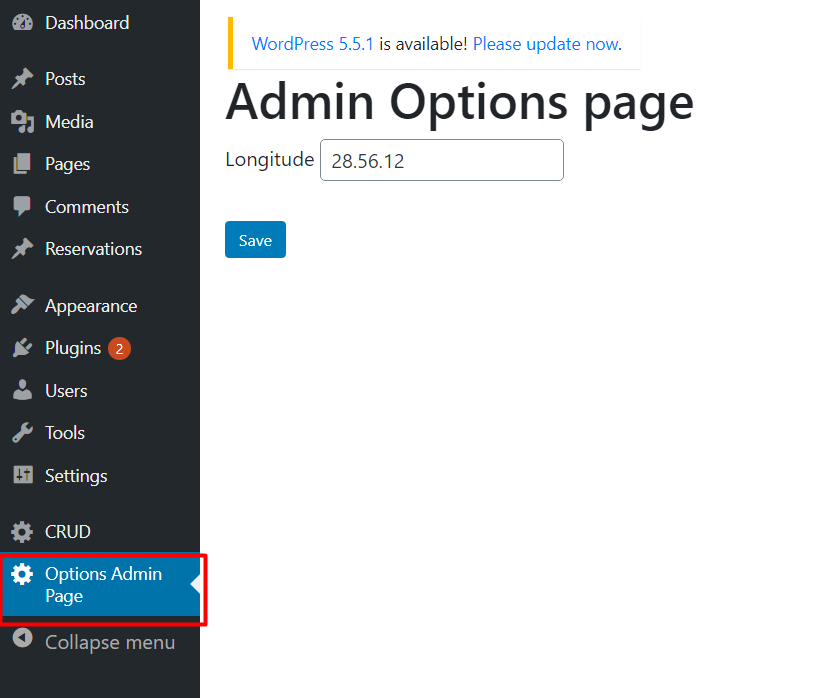 Dashboard
Posts
Media
Pages
Comments
Reservations
Appearance
Plugins 2
Users
Tools
Settings
CRUD
Options Admin
Page
Collapse menu
WordPress 5.5.1 is available! Please update now.
Admin Options page
Longitude 28.56.12
Save